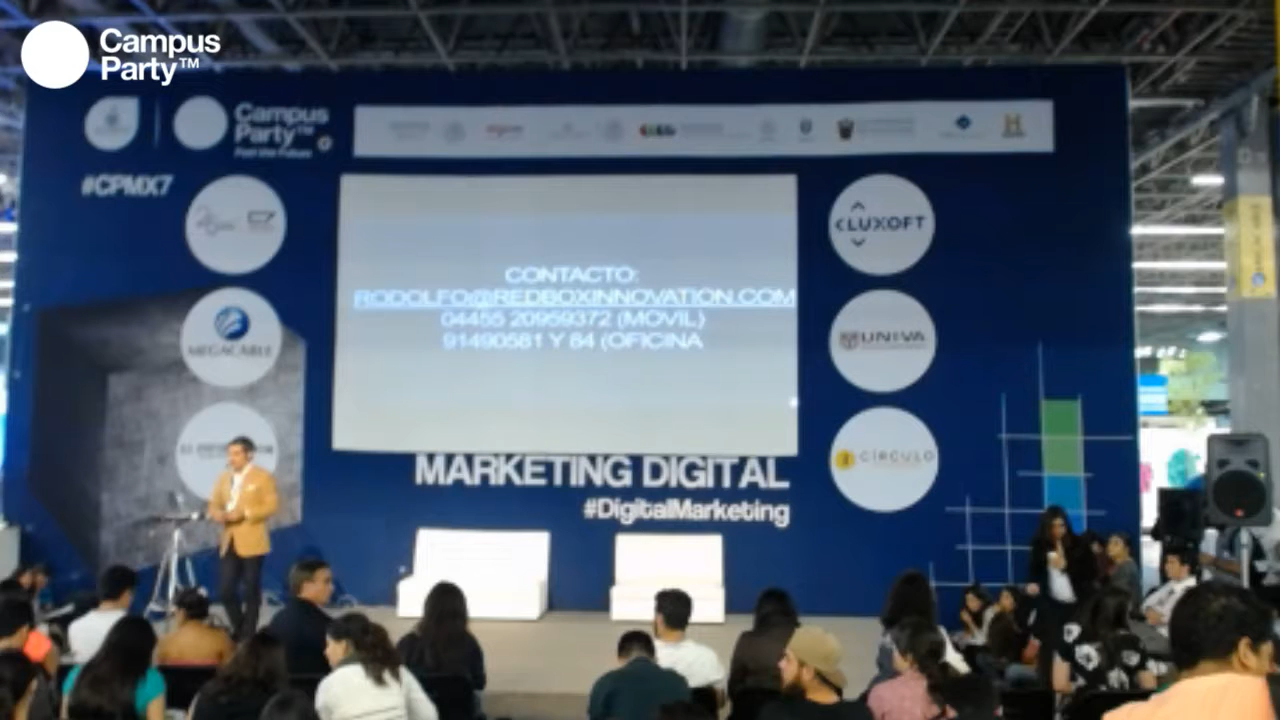 Campus
Party™
Campus
Party™
#CPMX7
CONTACTO:
RODOLFO@REDBOXINNOVATION.COM
04455 20959372 (MOVIL)
91490581 Y 84 (OFICINA
LUXOFT
MEGACABLE
UNIVA
CÍRCULO
MARKETING DIGITAL
#DigitalMarketing